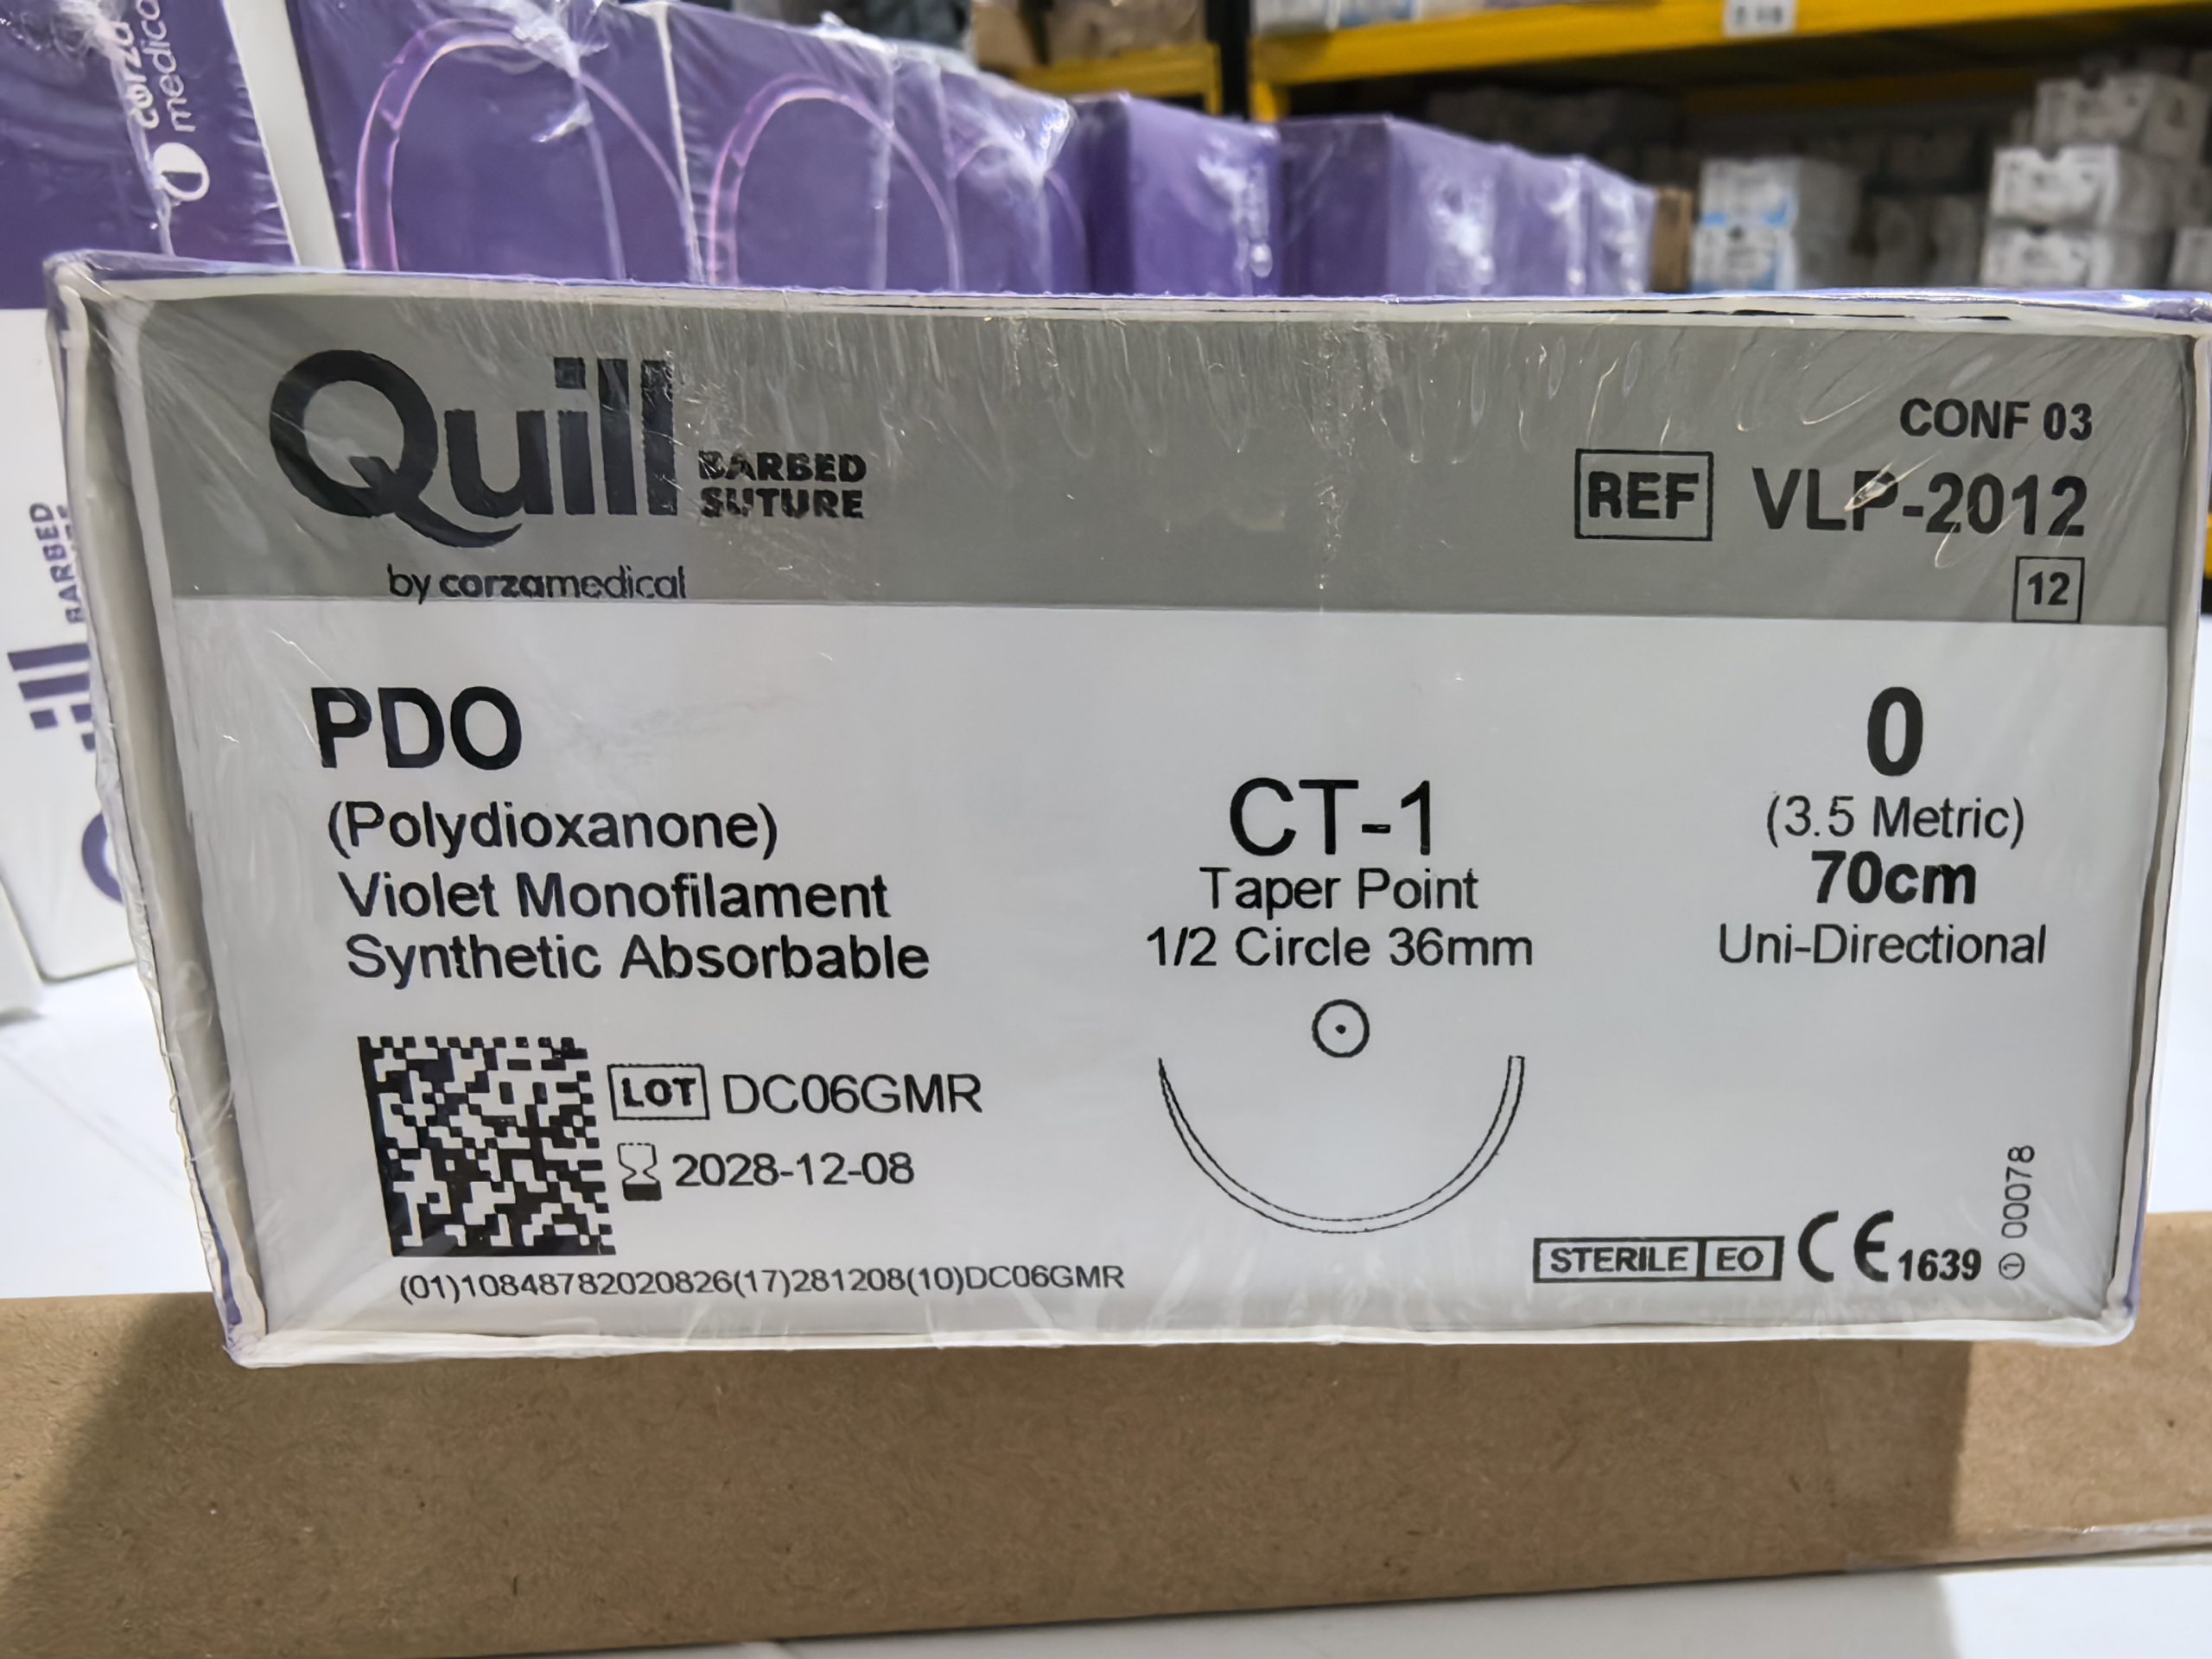 corza
medical
Quill
BARBED
SUTURE
by corzamedical
CONF 03
REF VLP-2012
12
PDO
(Polydioxanone)
Violet Monofilament
Synthetic Absorbable
CT-1
Taper Point
1/2 Circle 36mm
0
(3.5 Metric)
70cm
Uni-Directional
LOT DC06GMR
2028-12-08
(01)10848782020826(17)281208(10)DC06GMR
STERILE EO CE 1639
00078
BARBED